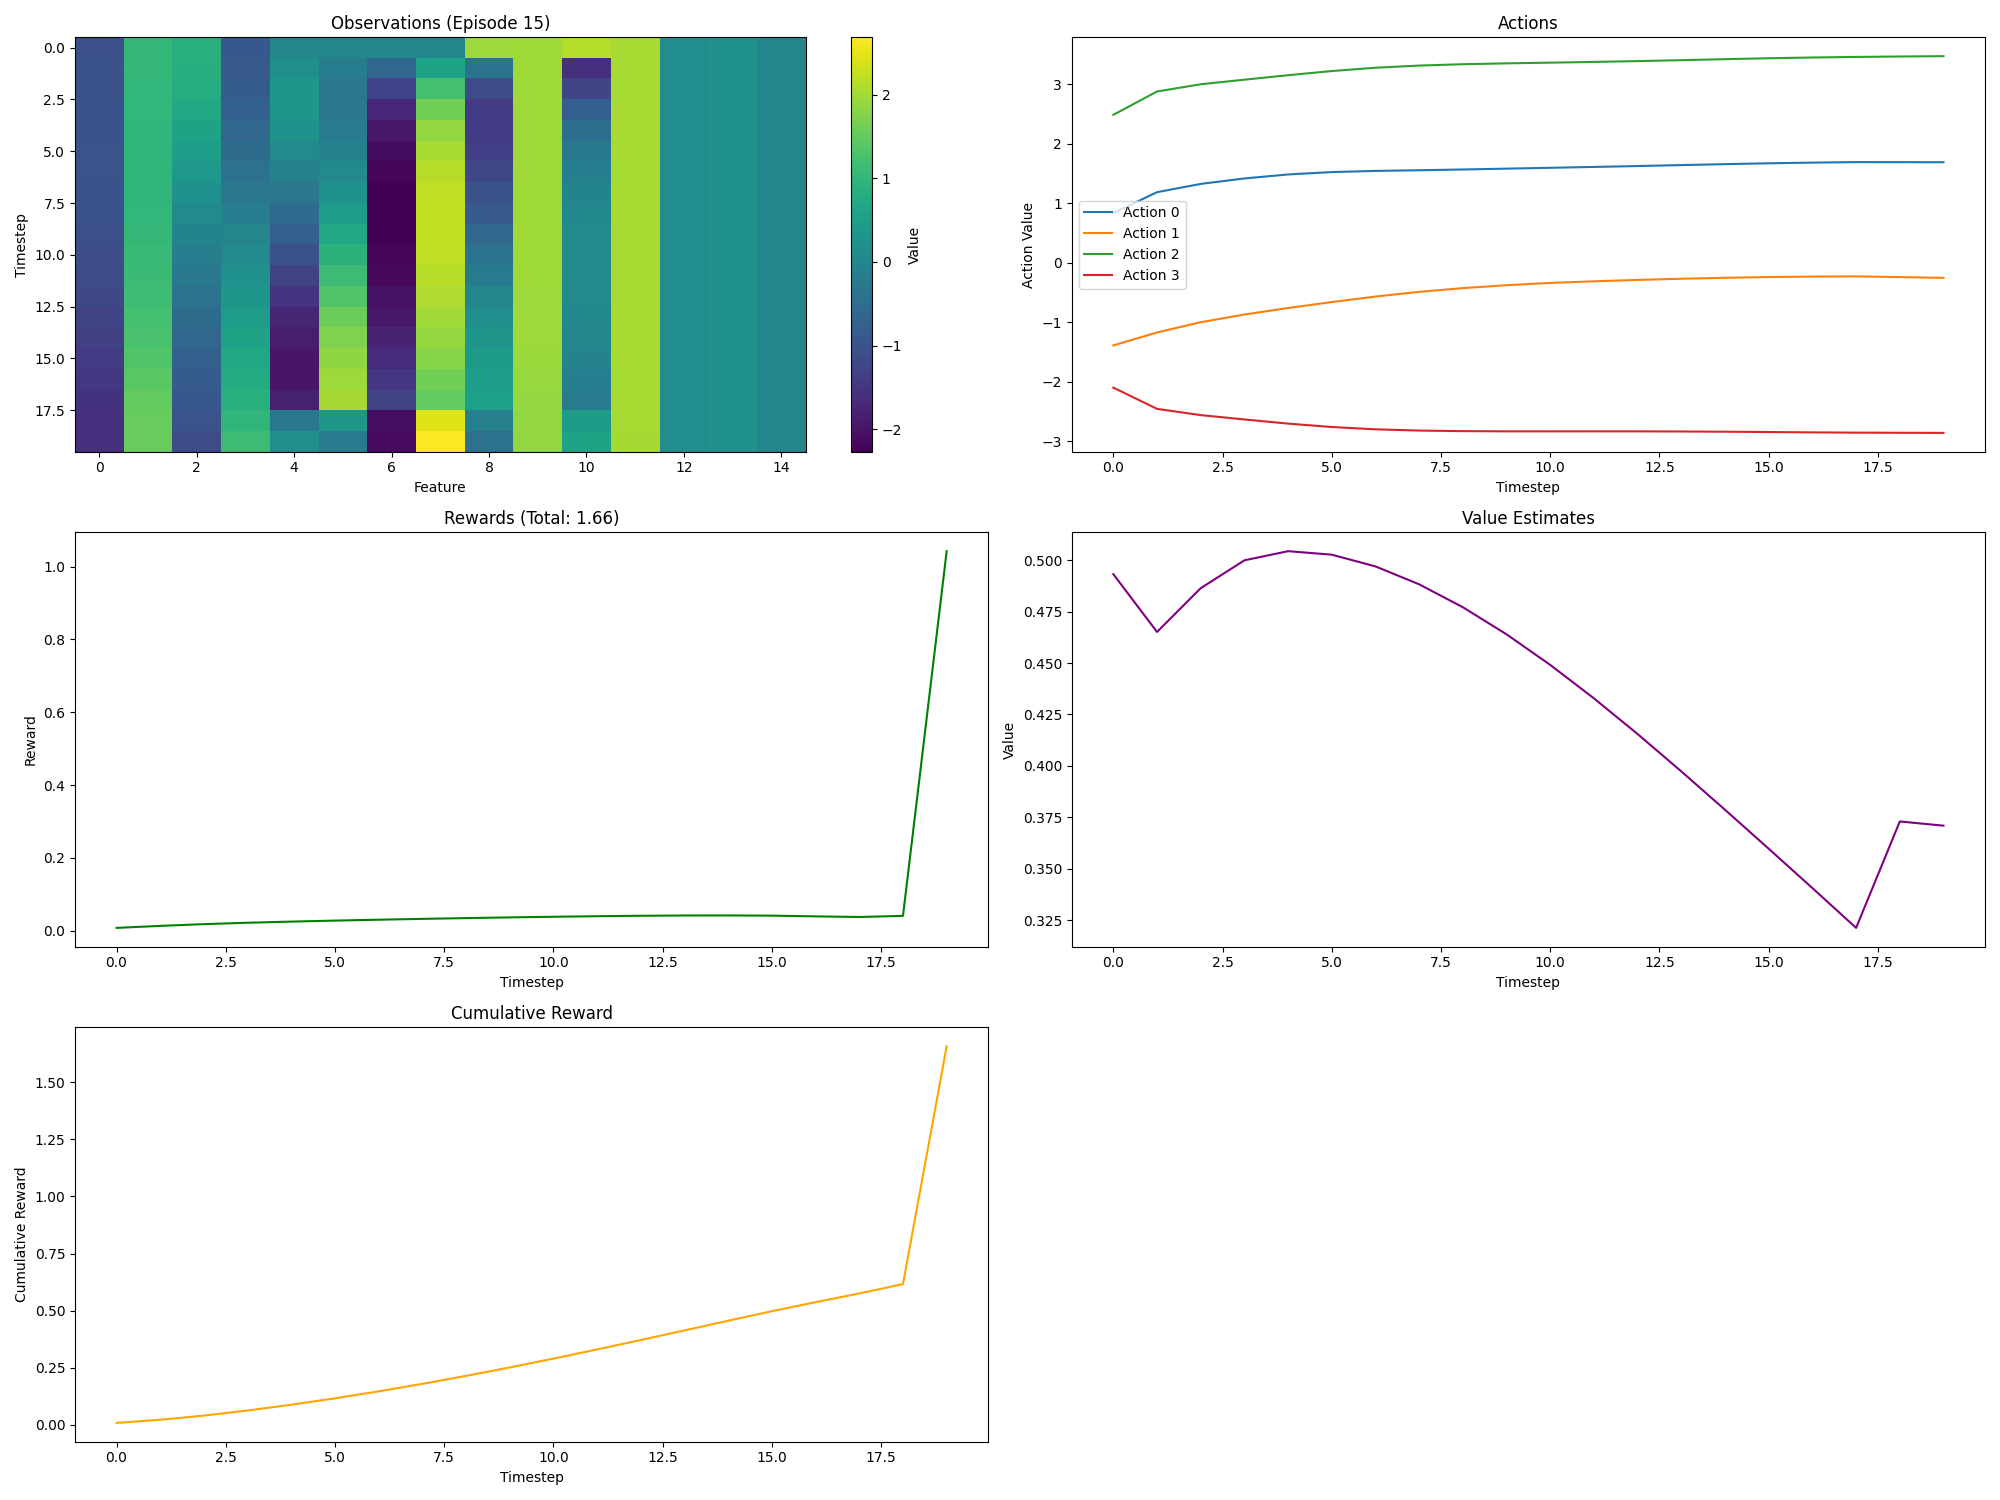 Observations (Episode 15)
0.0
2.5
5.0
7.5
10.0
12.5
15.0
17.5
Timestep
0 2 4 6 8 10 12 14
Feature
2
1
0
−1
−2
Value
Actions
3
2
1
0
−1
−2
−3
Action Value
Action 0
Action 1
Action 2
Action 3
0.0 2.5 5.0 7.5 10.0 12.5 15.0 17.5
Timestep
Rewards (Total: 1.66)
1.0
0.8
0.6
0.4
0.2
0.0
Reward
0.0 2.5 5.0 7.5 10.0 12.5 15.0 17.5
Timestep
Value Estimates
0.500
0.475
0.450
0.425
0.400
0.375
0.350
0.325
Value
0.0 2.5 5.0 7.5 10.0 12.5 15.0 17.5
Timestep
Cumulative Reward
1.50
1.25
1.00
0.75
0.50
0.25
0.00
Cumulative Reward
0.0 2.5 5.0 7.5 10.0 12.5 15.0 17.5
Timestep